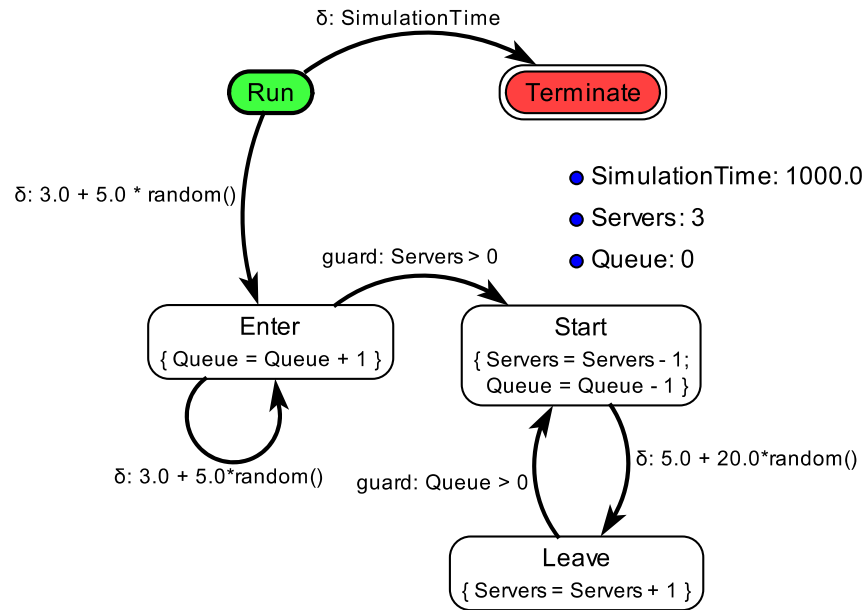 δ: SimulationTime
Run
Terminate
δ: 3.0 + 5.0 * random()
SimulationTime: 1000.0
Servers: 3
Queue: 0
guard: Servers > 0
Enter
{ Queue = Queue + 1 }
Start
{ Servers = Servers - 1;
Queue = Queue - 1 }
δ: 3.0 + 5.0*random()
guard: Queue > 0
δ: 5.0 + 20.0*random()
Leave
{ Servers = Servers + 1 }